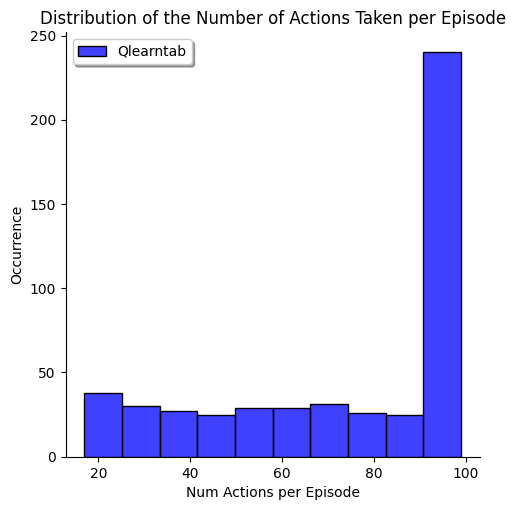 Distribution of the Number of Actions Taken per Episode
Qlearntab
Occurrence
250
200
150
100
50
0
20 40 60 80 100
Num Actions per Episode